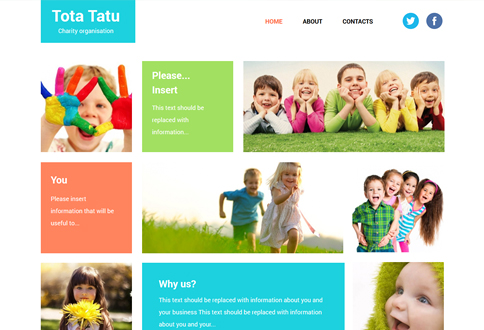 Tota Tatu
Charity organisation
HOME ABOUT CONTACTS
Please...
Insert
This text should be
replaced with
information...
You
Please insert
information that will be
useful to...
Why us?
This text should be replaced with information about you and
your business This text should be replaced with information
about you and your...